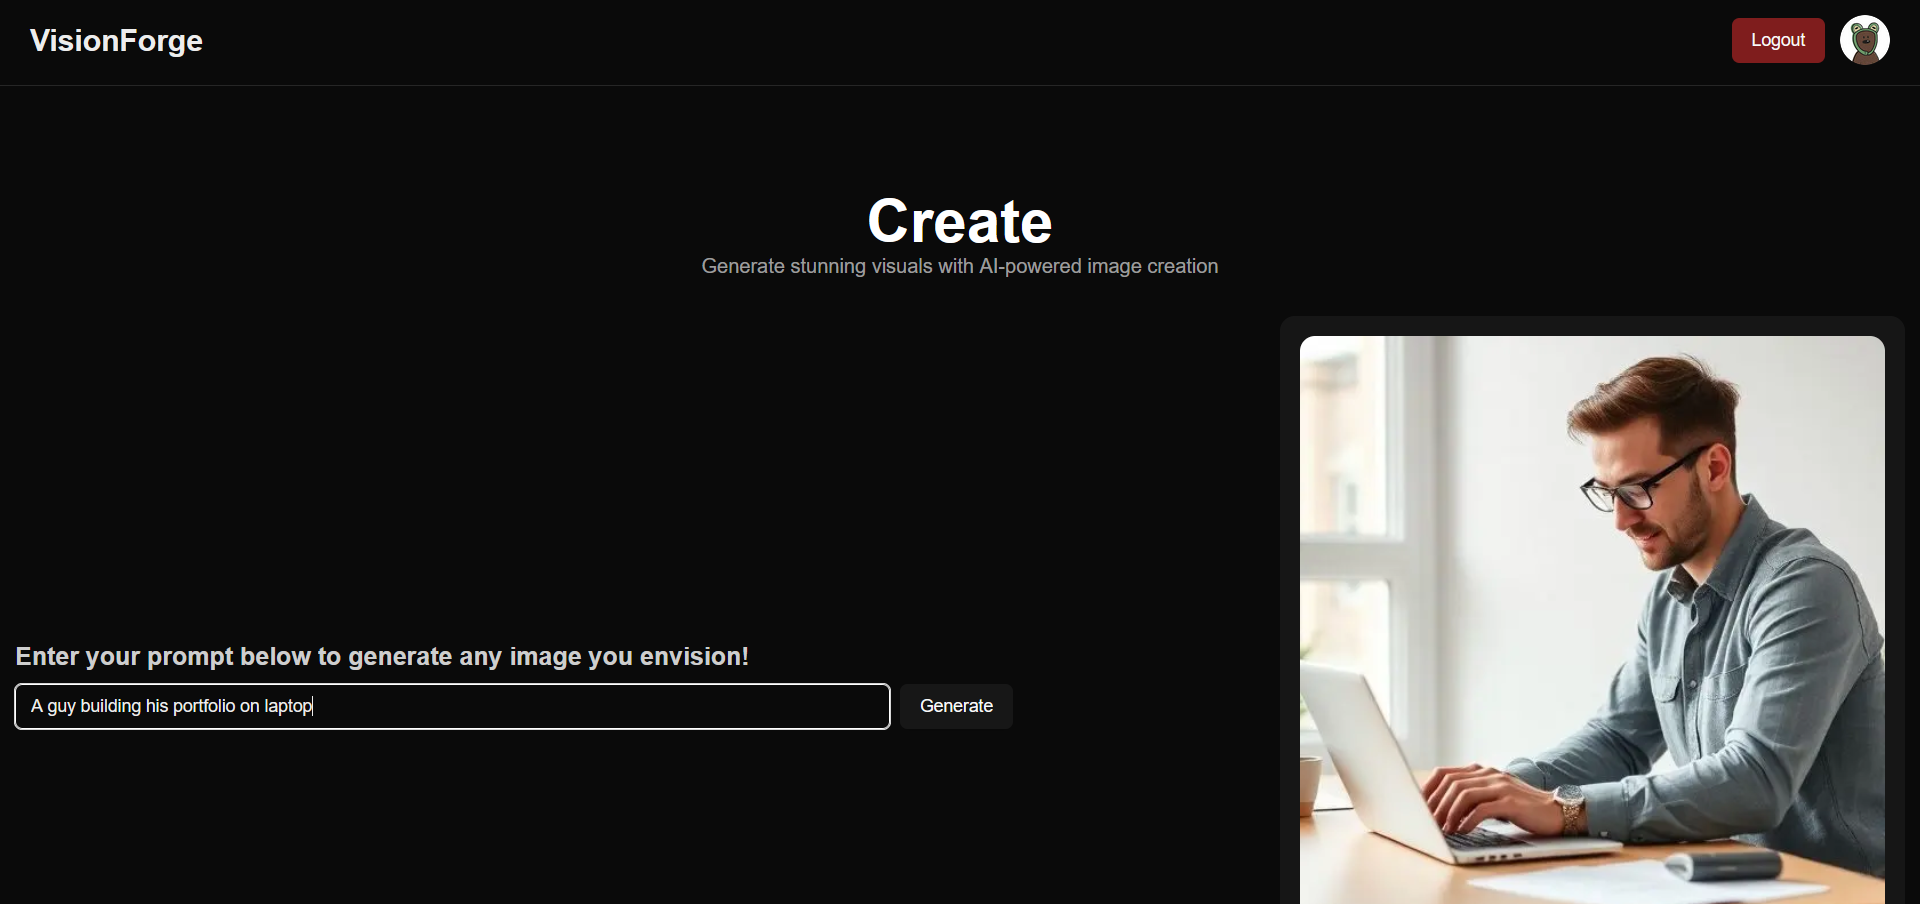 VisionForge
Logout
Create
Generate stunning visuals with AI-powered image creation
Enter your prompt below to generate any image you envision!
A guy building his portfolio on laptop
Generate